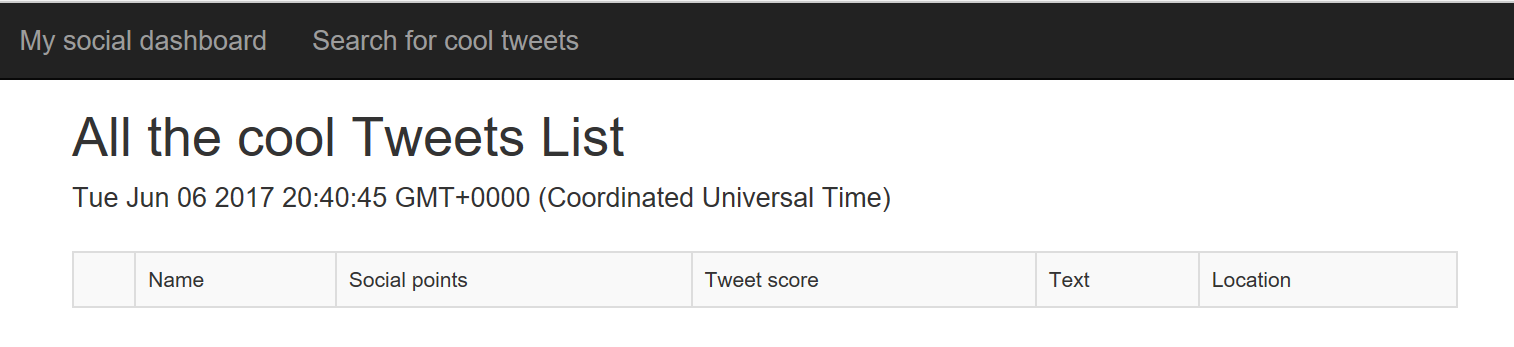 My social dashboard Search for cool tweets
All the cool Tweets List
Tue Jun 06 2017 20:40:45 GMT+0000 (Coordinated Universal Time)
Name Social points Tweet score Text Location